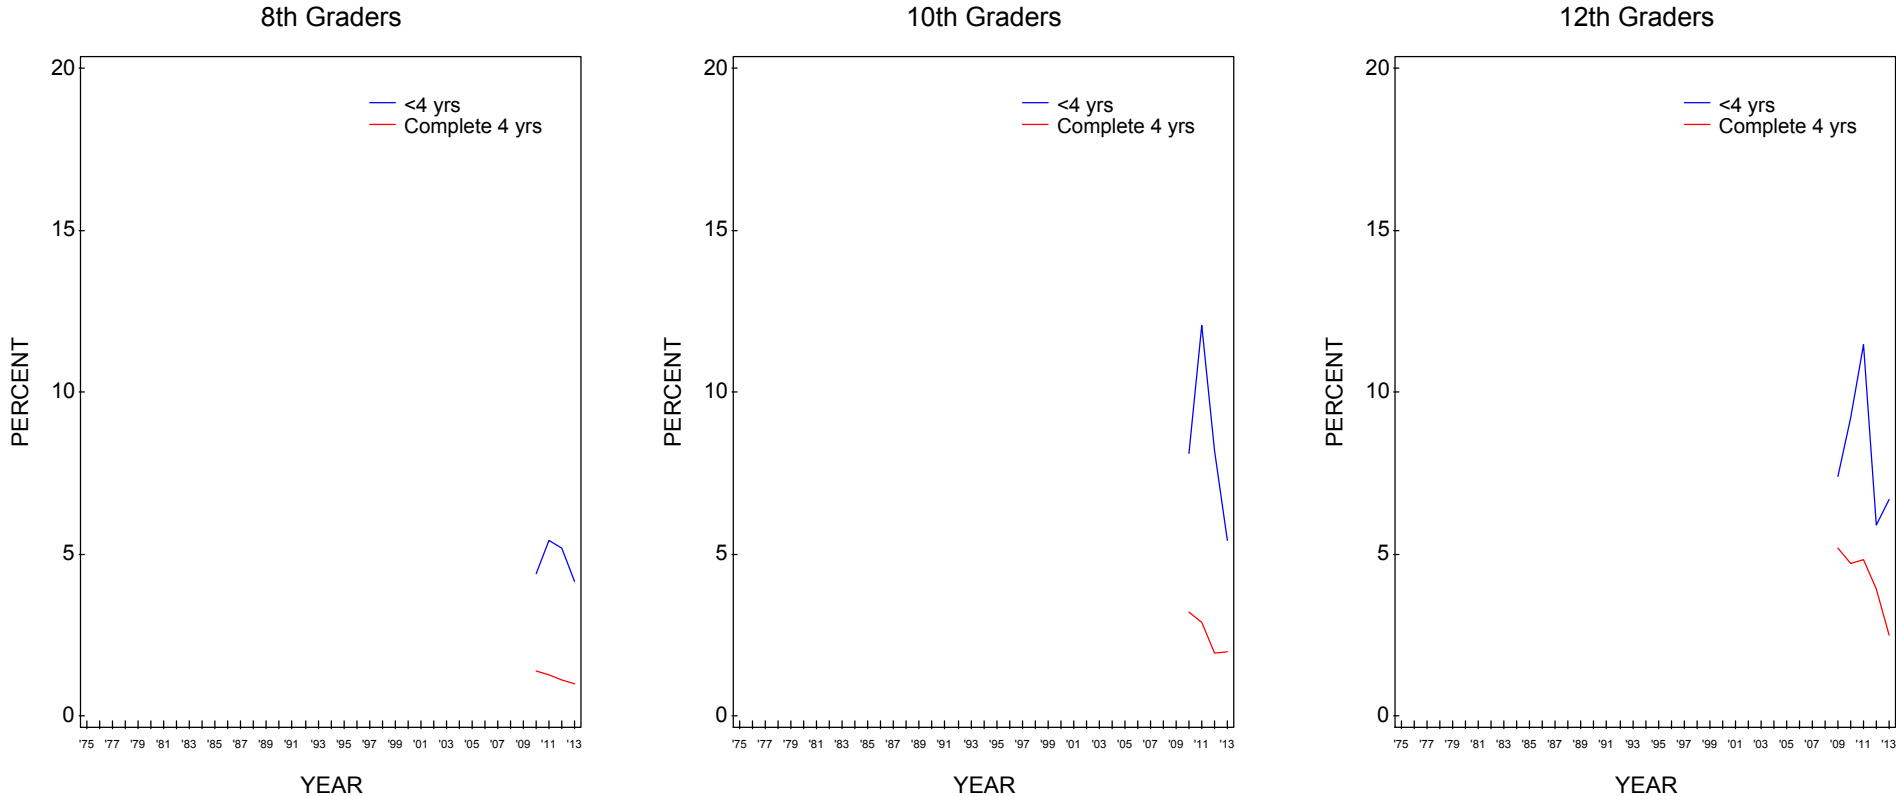 8th Graders
20
15
10
5
0
<4 yrs
Complete 4 yrs
PERCENT
'75 '77 '79 '81 '83 '85 '87 '89 '91 '93 '95 '97 '99 '01 '03 '05 '07 '09 '11 '13
YEAR
10th Graders
20
15
10
5
0
<4 yrs
Complete 4 yrs
PERCENT
'75 '77 '79 '81 '83 '85 '87 '89 '91 '93 '95 '97 '99 '01 '03 '05 '07 '09 '11 '13
YEAR
12th Graders
20
15
10
5
0
<4 yrs
Complete 4 yrs
PERCENT
'75 '77 '79 '81 '83 '85 '87 '89 '91 '93 '95 '97 '99 '01 '03 '05 '07 '09 '11 '13
YEAR